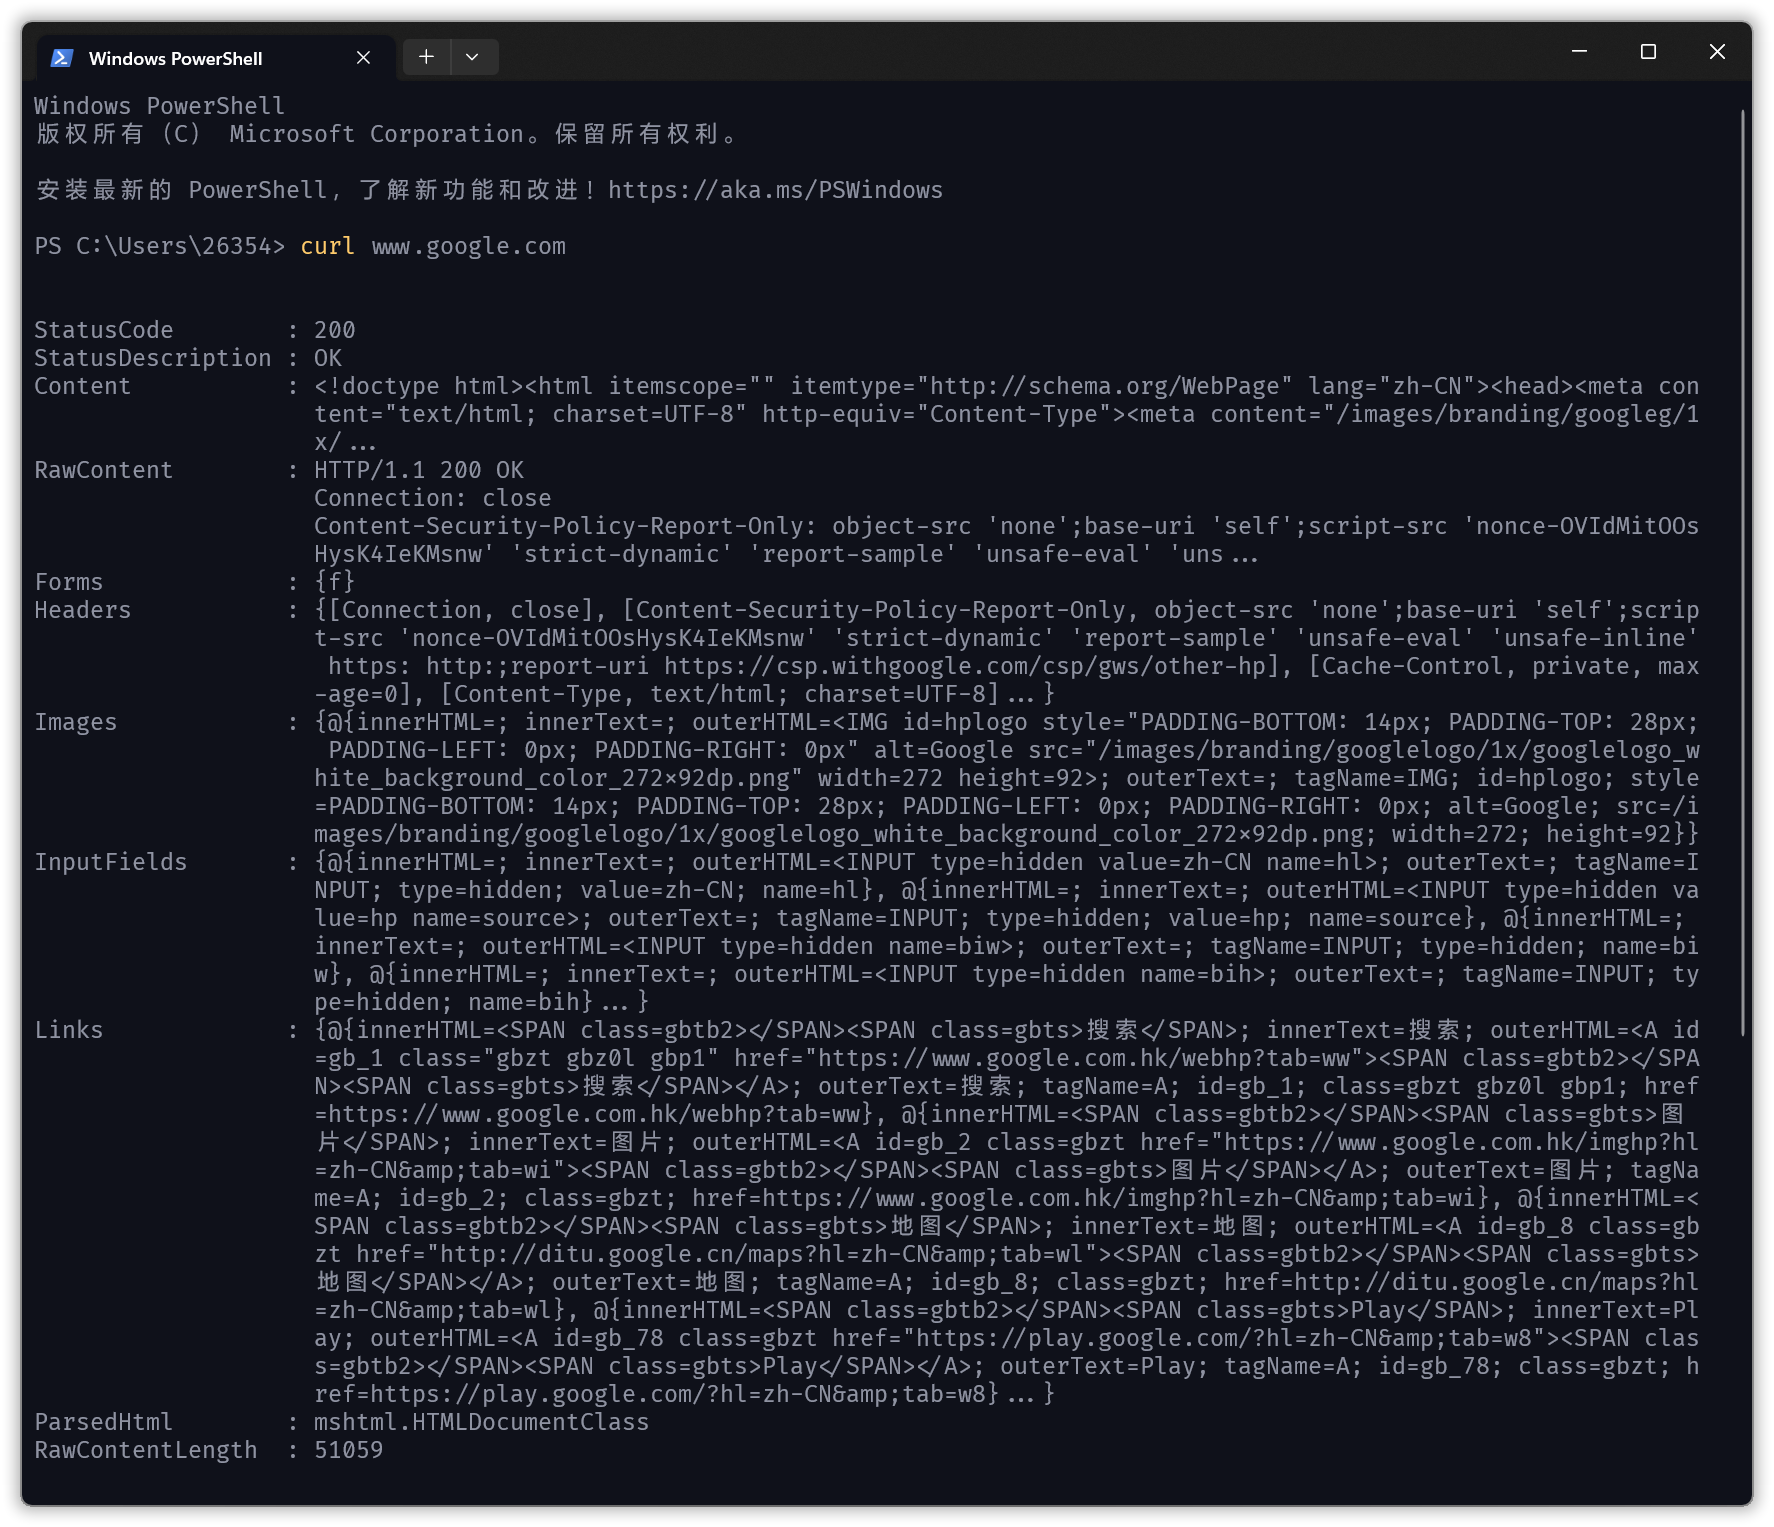 Windows PowerShell
Windows PowerShell
版权所有（C） Microsoft Corporation。保留所有权利。
安装最新的 PowerShell，了解新功能和改进！https://aka.ms/PSWindows
PS C:\Users\26354> curl www.google.com
StatusCode        : 200
StatusDescription : OK
Content           : <!doctype html><html itemscope="" itemtype="http://schema.org/WebPage" lang="zh-CN"><head><meta con
                    tent="text/html; charset=UTF-8" http-equiv="Content-Type"><meta content="/images/branding/googleg/1
                    x/...
RawContent        : HTTP/1.1 200 OK
                    Connection: close
                    Content-Security-Policy-Report-Only: object-src 'none';base-uri 'self';script-src 'nonce-OVIdMitOOs
                    HysK4IeKMsnw' 'strict-dynamic' 'report-sample' 'unsafe-eval' 'uns...
Forms             : {f}
Headers           : {[Connection, close], [Content-Security-Policy-Report-Only, object-src 'none';base-uri 'self';scrip
                    t-src 'nonce-OVIdMitOOsHysK4IeKMsnw' 'strict-dynamic' 'report-sample' 'unsafe-eval' 'unsafe-inline'
                     https: http:;report-uri https://csp.withgoogle.com/csp/gws/other-hp], [Cache-Control, private, max
                    -age=0], [Content-Type, text/html; charset=UTF-8]...}
Images            : {@{innerHTML=; innerText=; outerHTML=<IMG id=hplogo style="PADDING-BOTTOM: 14px; PADDING-TOP: 28px;
                     PADDING-LEFT: 0px; PADDING-RIGHT: 0px" alt=Google src="/images/branding/googlelogo/1x/googlelogo_w
                    hite_background_color_272x92dp.png" width=272 height=92>; outerText=; tagName=IMG; id=hplogo; style
                    =PADDING-BOTTOM: 14px; PADDING-TOP: 28px; PADDING-LEFT: 0px; PADDING-RIGHT: 0px; alt=Google; src=/i
                    mages/branding/googlelogo/1x/googlelogo_white_background_color_272x92dp.png; width=272; height=92}}
InputFields       : {@{innerHTML=; innerText=; outerHTML=<INPUT type=hidden value=zh-CN name=hl>; outerText=; tagName=I
                    NPUT; type=hidden; value=zh-CN; name=hl}, @{innerHTML=; innerText=; outerHTML=<INPUT type=hidden va
                    lue=hp name=source>; outerText=; tagName=INPUT; type=hidden; value=hp; name=source}, @{innerHTML=;
                    innerText=; outerHTML=<INPUT type=hidden name=biw>; outerText=; tagName=INPUT; type=hidden; name=bi
                    w}, @{innerHTML=; innerText=; outerHTML=<INPUT type=hidden name=bih>; outerText=; tagName=INPUT; ty
                    pe=hidden; name=bih}...}
Links             : {@{innerHTML=<SPAN class=gbtb2></SPAN><SPAN class=gbts>搜索</SPAN>; innerText=搜索; outerHTML=<A id
                    =gb_1 class="gbzt gbz0l gbp1" href="https://www.google.com.hk/webhp?tab=ww"><SPAN class=gbtb2></SPA
                    N><SPAN class=gbts>搜索</SPAN></A>; outerText=搜索; tagName=A; id=gb_1; class=gbzt gbz0l gbp1; href
                    =https://www.google.com.hk/webhp?tab=ww}, @{innerHTML=<SPAN class=gbtb2></SPAN><SPAN class=gbts>图
                    片</SPAN>; innerText=图片; outerHTML=<A id=gb_2 class=gbzt href="https://www.google.com.hk/imghp?hl
                    =zh-CN&amp;tab=wi"><SPAN class=gbtb2></SPAN><SPAN class=gbts>图片</SPAN></A>; outerText=图片; tagNa
                    me=A; id=gb_2; class=gbzt; href=https://www.google.com.hk/imghp?hl=zh-CN&amp;tab=wi}, @{innerHTML=<
                    SPAN class=gbtb2></SPAN><SPAN class=gbts>地图</SPAN>; innerText=地图; outerHTML=<A id=gb_8 class=gb
                    zt href="http://ditu.google.cn/maps?hl=zh-CN&amp;tab=wl"><SPAN class=gbtb2></SPAN><SPAN class=gbts>
                    地图</SPAN></A>; outerText=地图; tagName=A; id=gb_8; class=gbzt; href=http://ditu.google.cn/maps?hl
                    =zh-CN&amp;tab=wl}, @{innerHTML=<SPAN class=gbtb2></SPAN><SPAN class=gbts>Play</SPAN>; innerText=Pl
                    ay; outerHTML=<A id=gb_78 class=gbzt href="https://play.google.com/?hl=zh-CN&amp;tab=w8"><SPAN clas
                    s=gbtb2></SPAN><SPAN class=gbts>Play</SPAN></A>; outerText=Play; tagName=A; id=gb_78; class=gbzt; h
                    ref=https://play.google.com/?hl=zh-CN&amp;tab=w8}...}
ParsedHtml        : mshtml.HTMLDocumentClass
RawContentLength  : 51059